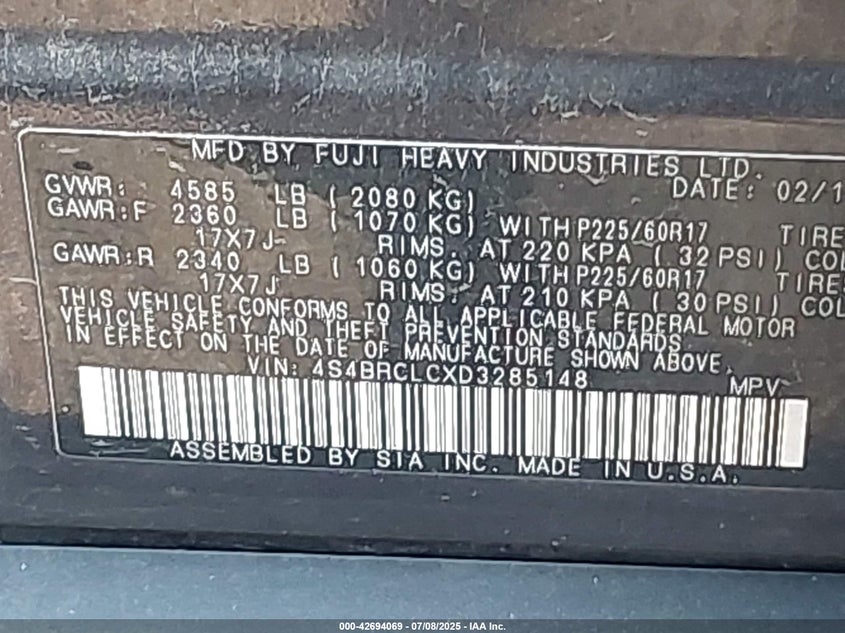 MFD BY FUJI HEAVY INDUSTRIES LTD.
GVWR: 4585 LB ( 2080 KG) DATE: 02/1
GAWR:F 2360 LB ( 1070 KG) WITH P225/60R17 TIRE
17X7J RIMS. AT 220 KPA ( 32 PSI) COL
GAWR:R 2340 LB ( 1060 KG) WITH P225/60R17 TIRE
17X7J RIMS. AT 210 KPA ( 30 PSI) COL
THIS VEHICLE CONFORMS TO ALL APPLICABLE FEDERAL MOTOR
VEHICLE SAFETY AND THEFT PREVENTION STANDARDS
IN EFFECT ON THE DATE OF MANUFACTURE SHOWN ABOVE.
VIN: 4S4BRCLCXD3285148 MPV
ASSEMBLED BY SIA INC. MADE IN U.S.A.
000-42694069 - 07/08/2025 - IAA Inc.